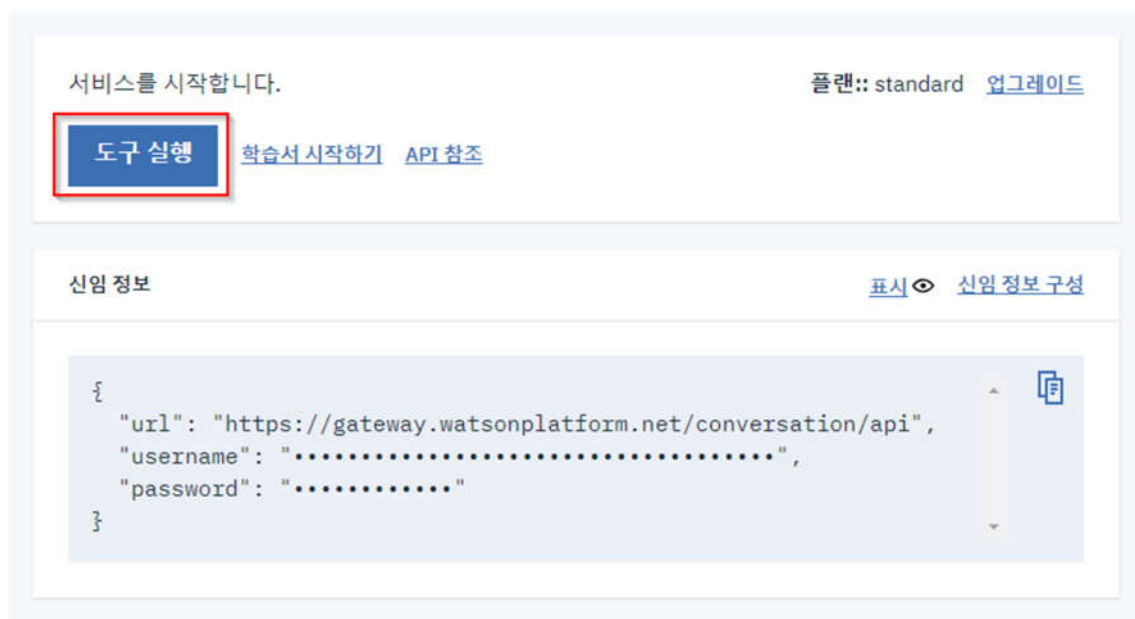 서비스를 시작합니다.
플랜:: standard 업그레이드
도구 실행 학습서 시작하기 API 참조
신임 정보
표시 신임 정보 구성
{
"url": "https://gateway.watsonplatform.net/conversation/api",
"username": "••••••••••••••••••••••••••••••••••••",
"password": "••••••••••••"
}